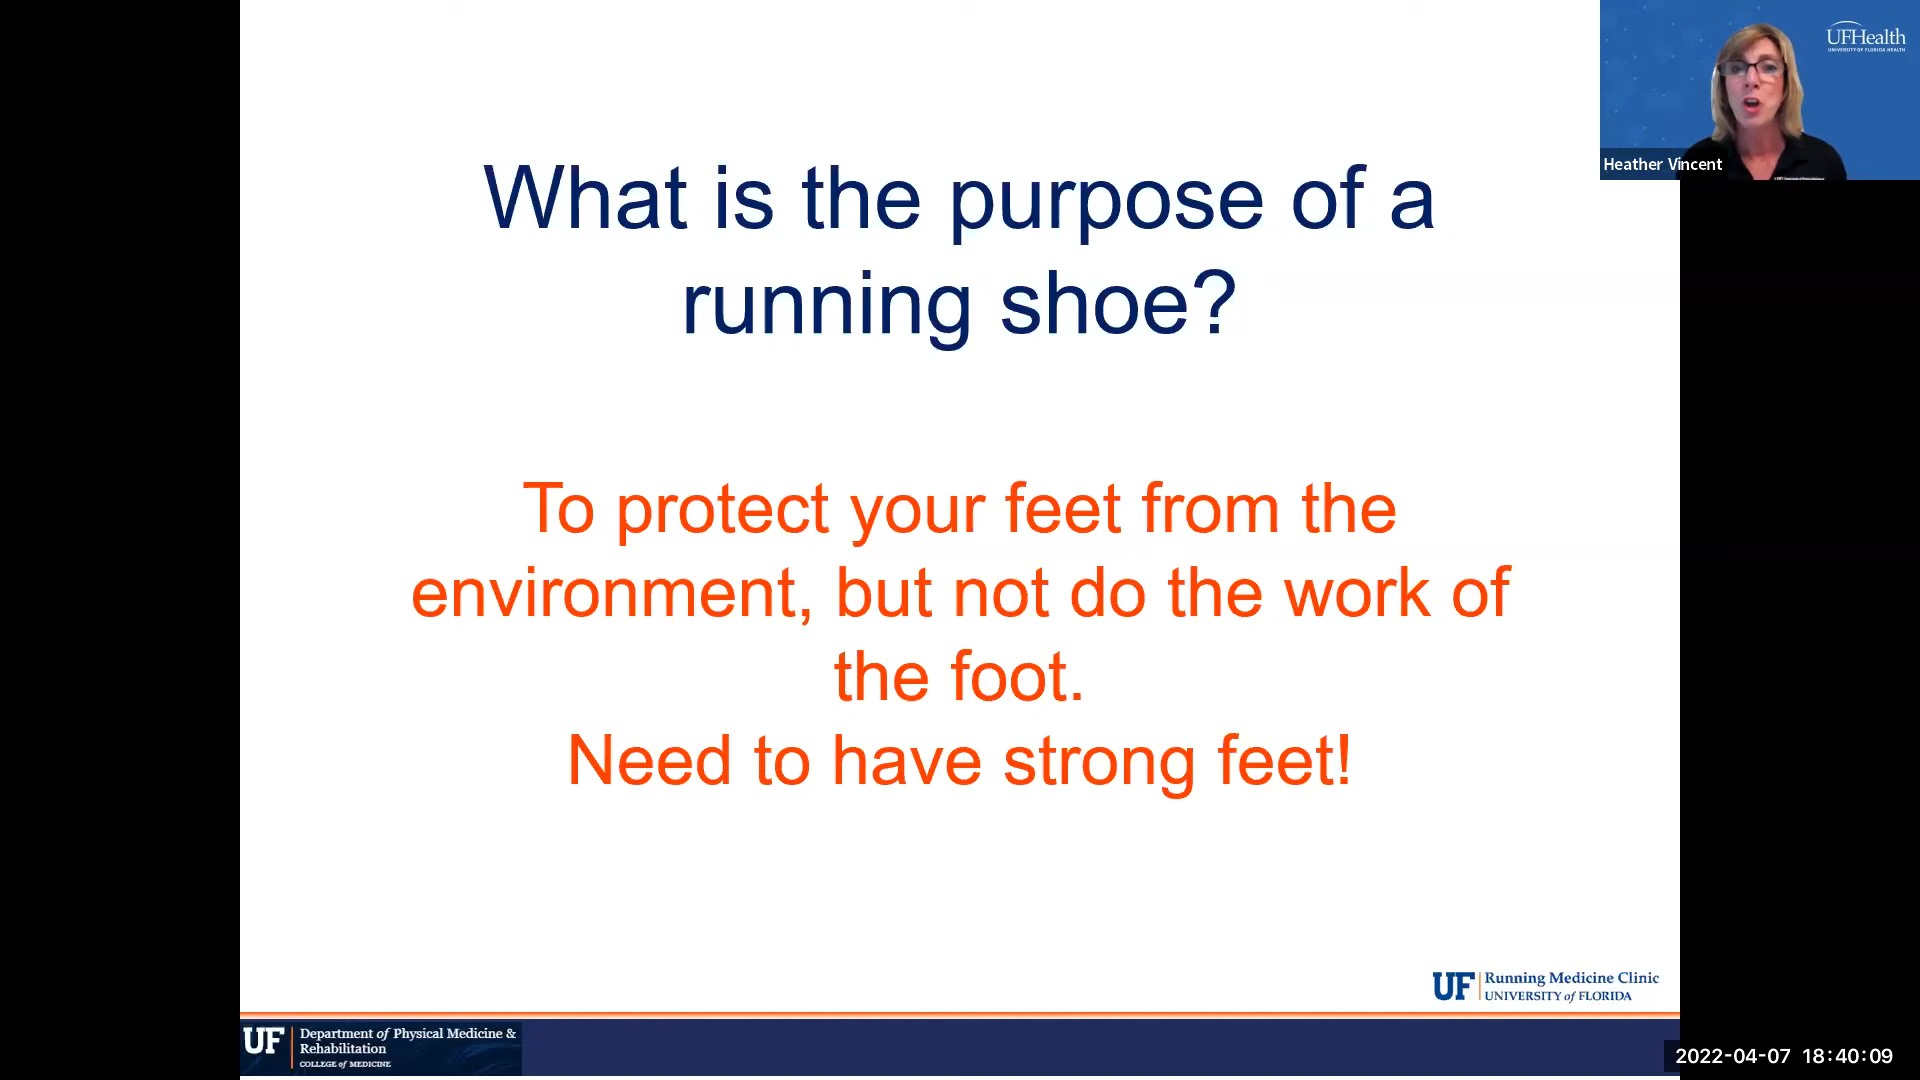 What is the purpose of a
running shoe?
To protect your feet from the
environment, but not do the work of
the foot.
Need to have strong feet!
UFHealth
UNIVERSITY OF FLORIDA HEALTH
Heather Vincent
UF Running Medicine Clinic
UNIVERSITY of FLORIDA
UF Department of Physical Medicine &
Rehabilitation
COLLEGE of MEDICINE
2022-04-07 18:40:09